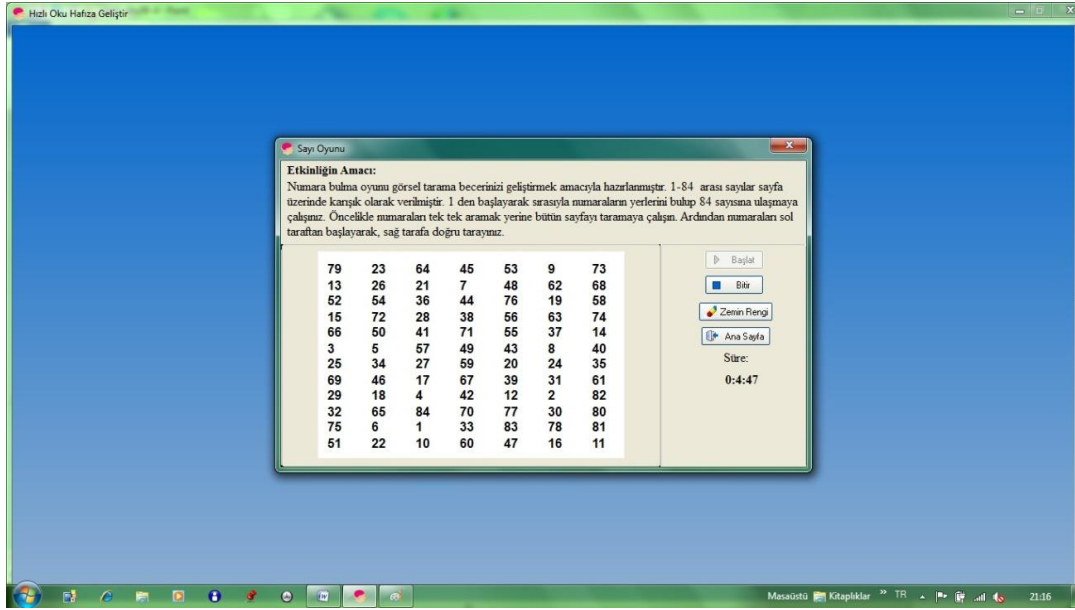 Hızlı Oku Hafıza Geliştir
Sayı Oyunu
Etkinliğin Amacı:
Numara bulma oyunu görsel tarama becerinizi geliştirmek amacıyla hazırlanmıştır. 1-84 arası sayılar sayfa
üzerinde karışık olarak verilmiştir. 1 den başlayarak sırasıyla numaraların yerlerini bulup 84 sayısına ulaşmaya
çalışınız. Öncelikle numaraları tek tek aramak yerine bütün sayfayı taramaya çalışın. Ardından numaraları sol
taraftan başlayarak, sağ tarafa doğru tarayınız.
79 23 64 45 53 9 73
13 26 21 7 48 62 68
52 54 36 44 76 19 58
15 72 28 38 56 63 74
66 50 41 71 55 37 14
3 5 57 49 43 8 40
25 34 27 59 20 24 35
69 46 17 67 39 31 61
29 18 4 42 12 2 82
32 65 84 70 77 30 80
75 6 1 33 83 78 81
51 22 10 60 47 16 11
Başlat
Bitir
Zemin Rengi
Ana Sayfa
Süre:
0:4:47
Masaüstü Kitaplıklar » TR 21:16